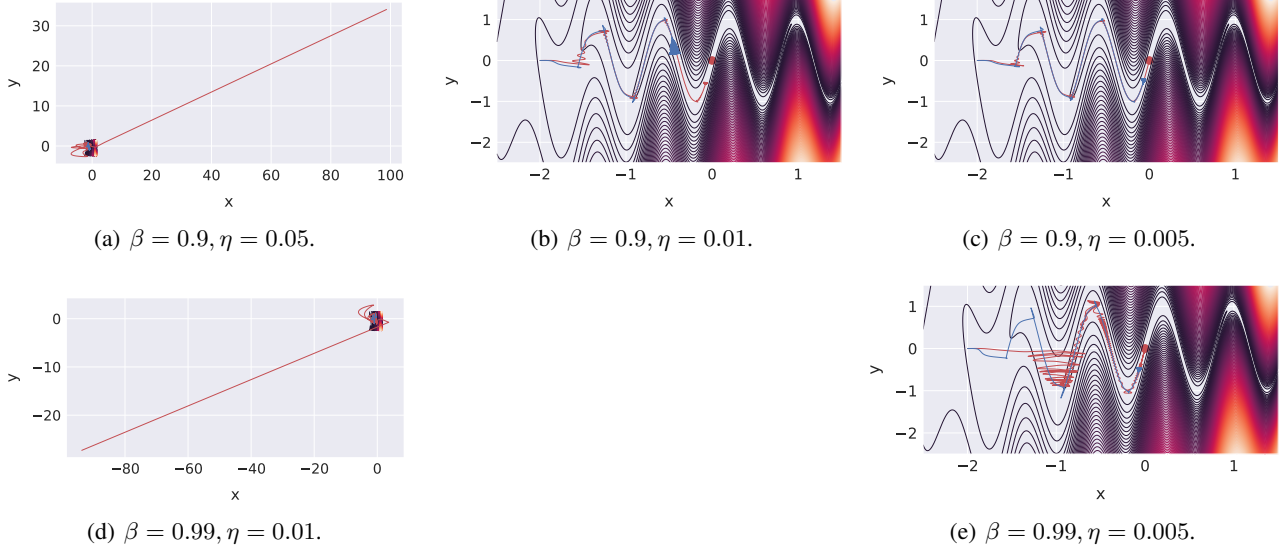 30
20
10
0
y
0
20
40
60
80
100
x
(a) β = 0.9, η = 0.05.
1
0
−1
−2
y
−2
−1
0
1
x
(b) β = 0.9, η = 0.01.
1
0
−1
−2
y
−2
−1
0
1
x
(c) β = 0.9, η = 0.005.
0
−10
−20
y
−80
−60
−40
−20
0
x
(d) β = 0.99, η = 0.01.
1
0
−1
−2
y
−2
−1
0
1
x
(e) β = 0.99, η = 0.005.